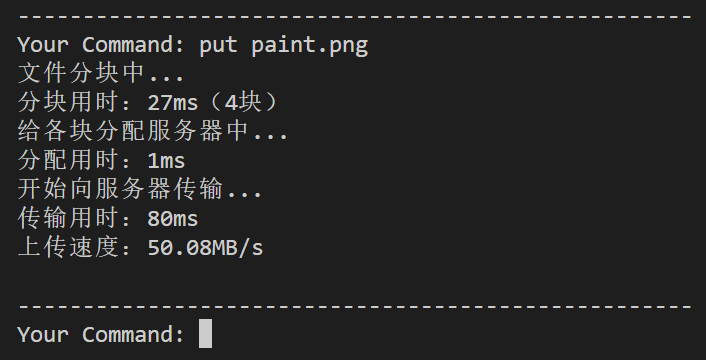 ----------------------------------------------------
Your Command: put paint.png
文件分块中...
分块用时：27ms（4块）
给各块分配服务器中...
分配用时：1ms
开始向服务器传输...
传输用时：80ms
上传速度：50.08MB/s
----------------------------------------------------
Your Command: